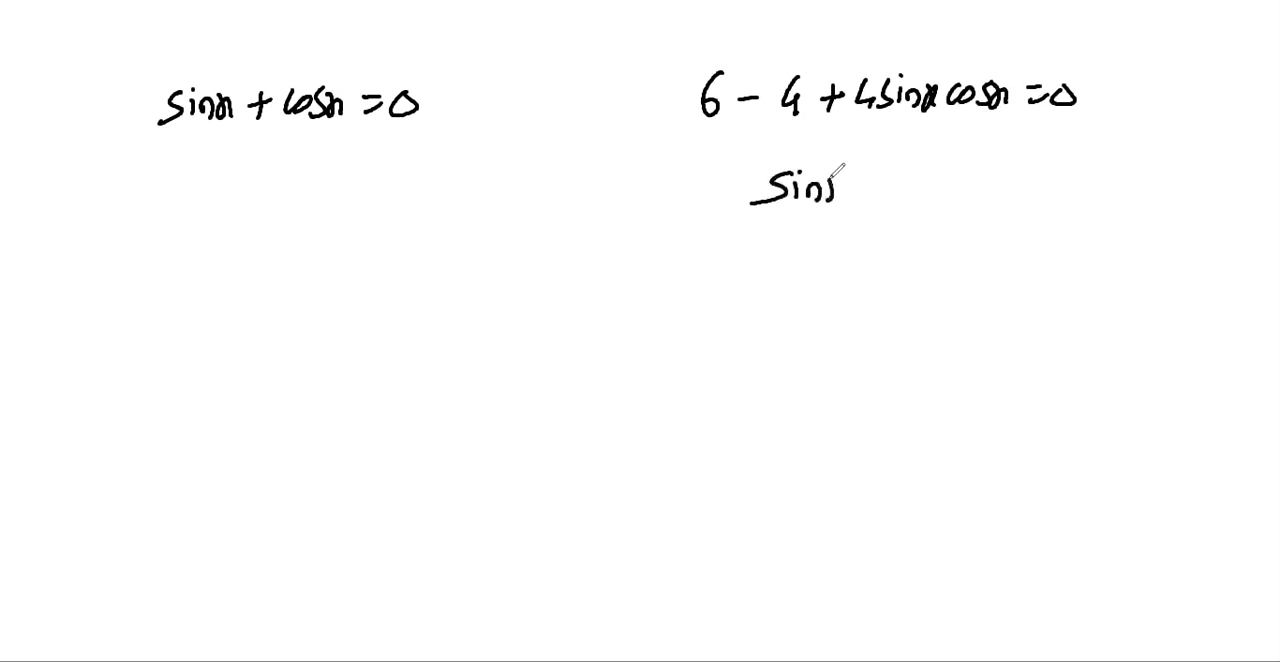 sinx + cosx = 0
6 - 4 + 4sinx cosx = 0
sin